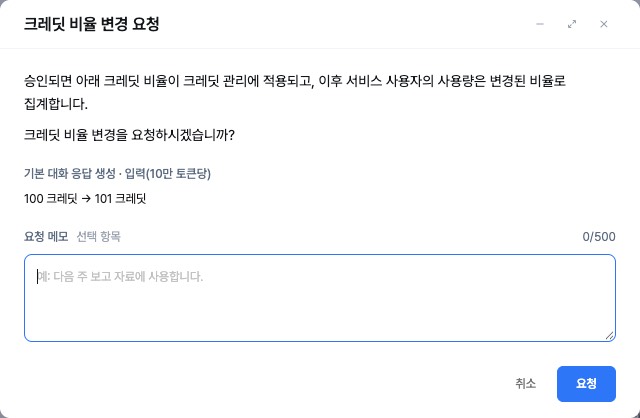 크레딧 비율 변경 요청
승인되면 아래 크레딧 비율이 크레딧 관리에 적용되고, 이후 서비스 사용자의 사용량은 변경된 비율로
집계합니다.
크레딧 비율 변경을 요청하시겠습니까?
기본 대화 응답 생성 · 입력(10만 토큰당)
100 크레딧 → 101 크레딧
요청 메모 선택 항목 0/500
예: 다음 주 보고 자료에 사용합니다.
취소 요청